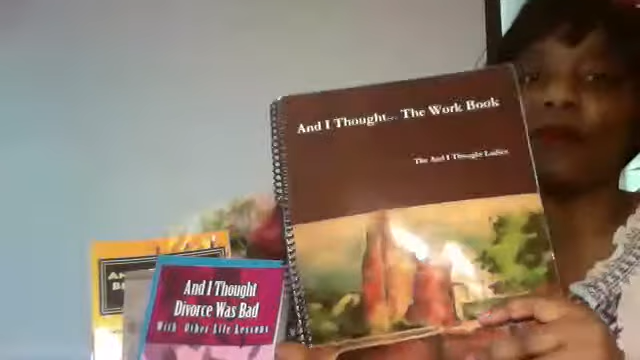 And I Thought... The Work Book
The And I Thought Ladies
And I Thought
Divorce Was Bad
With Other Life Lessons